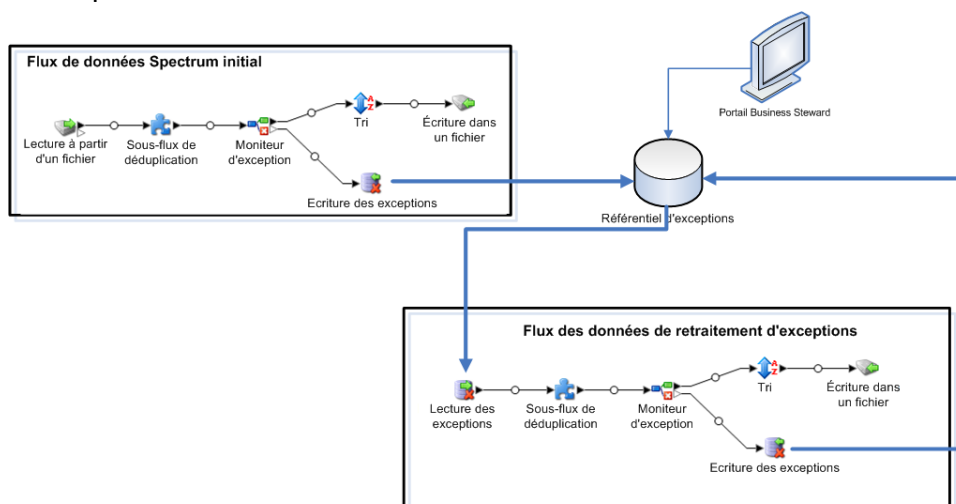 Flux de données Spectrum initial
Lecture à partir
d'un fichier
Sous-flux de
déduplication
Moniteur
d'exception
Tri
Écriture dans
un fichier
Ecriture des exceptions
Portail Business Steward
Référentiel d'exceptions
Flux des données de retraitement d'exceptions
Lecture des
exceptions
Sous-flux de
déduplication
Moniteur
d'exception
Tri
Écriture dans
un fichier
Ecriture des exceptions